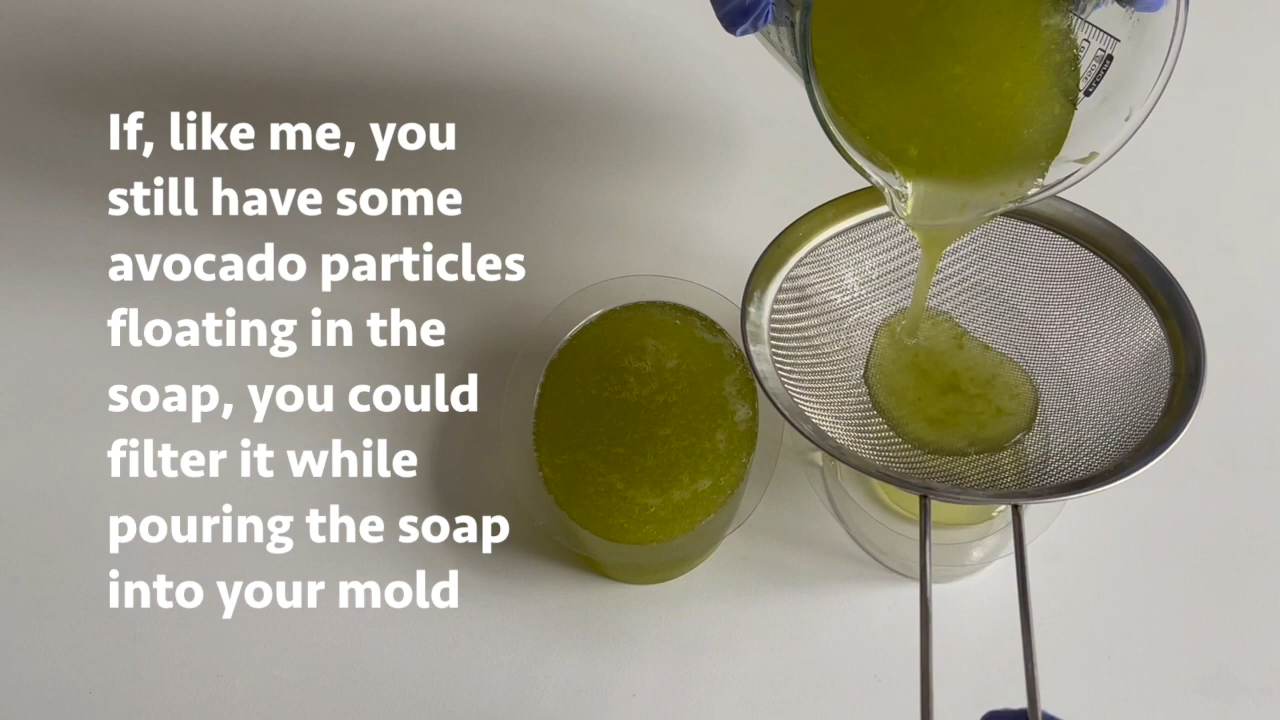 If, like me, you
still have some
avocado particles
floating in the
soap, you could
filter it while
pouring the soap
into your mold